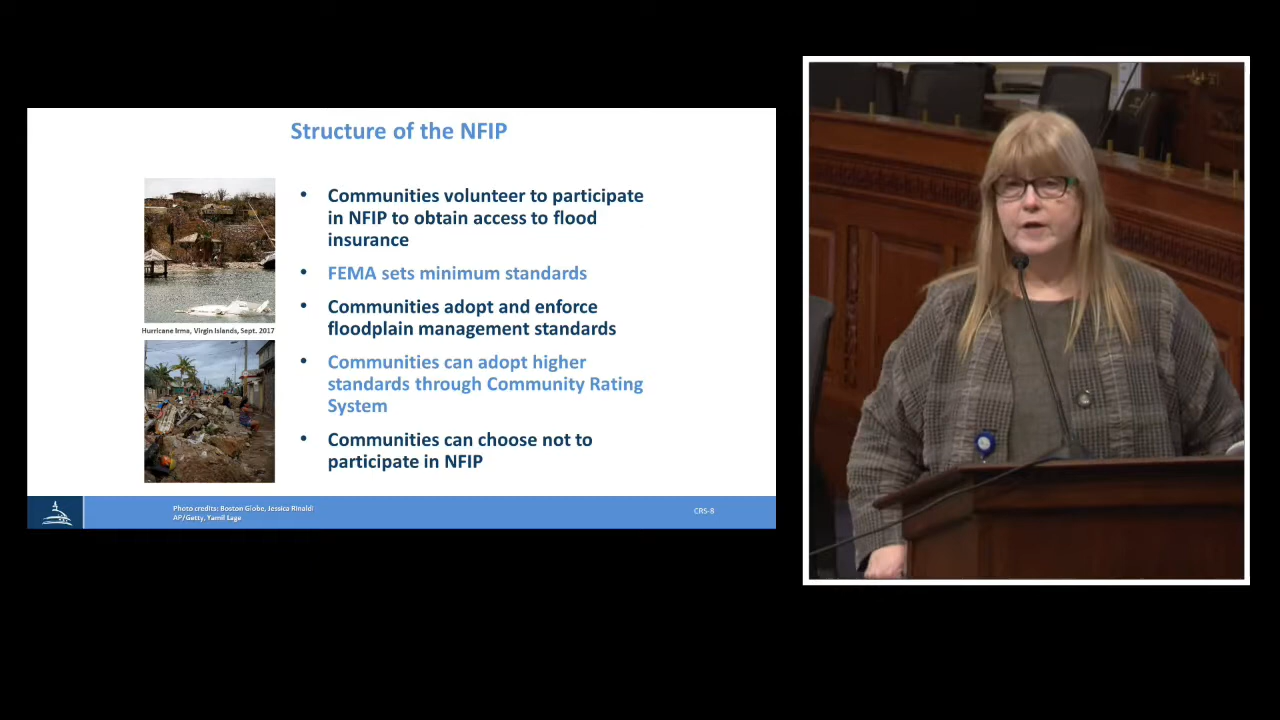 Structure of the NFIP
• Communities volunteer to participate
in NFIP to obtain access to flood
insurance
• FEMA sets minimum standards
• Communities adopt and enforce
floodplain management standards
• Communities can adopt higher
standards through Community Rating
System
• Communities can choose not to
participate in NFIP
Hurricane Irma, Virgin Islands, Sept. 2017
Photo credits: Boston Globe, Jessica Rinaldi
AP/Getty, Yamil Lage
CRS-8